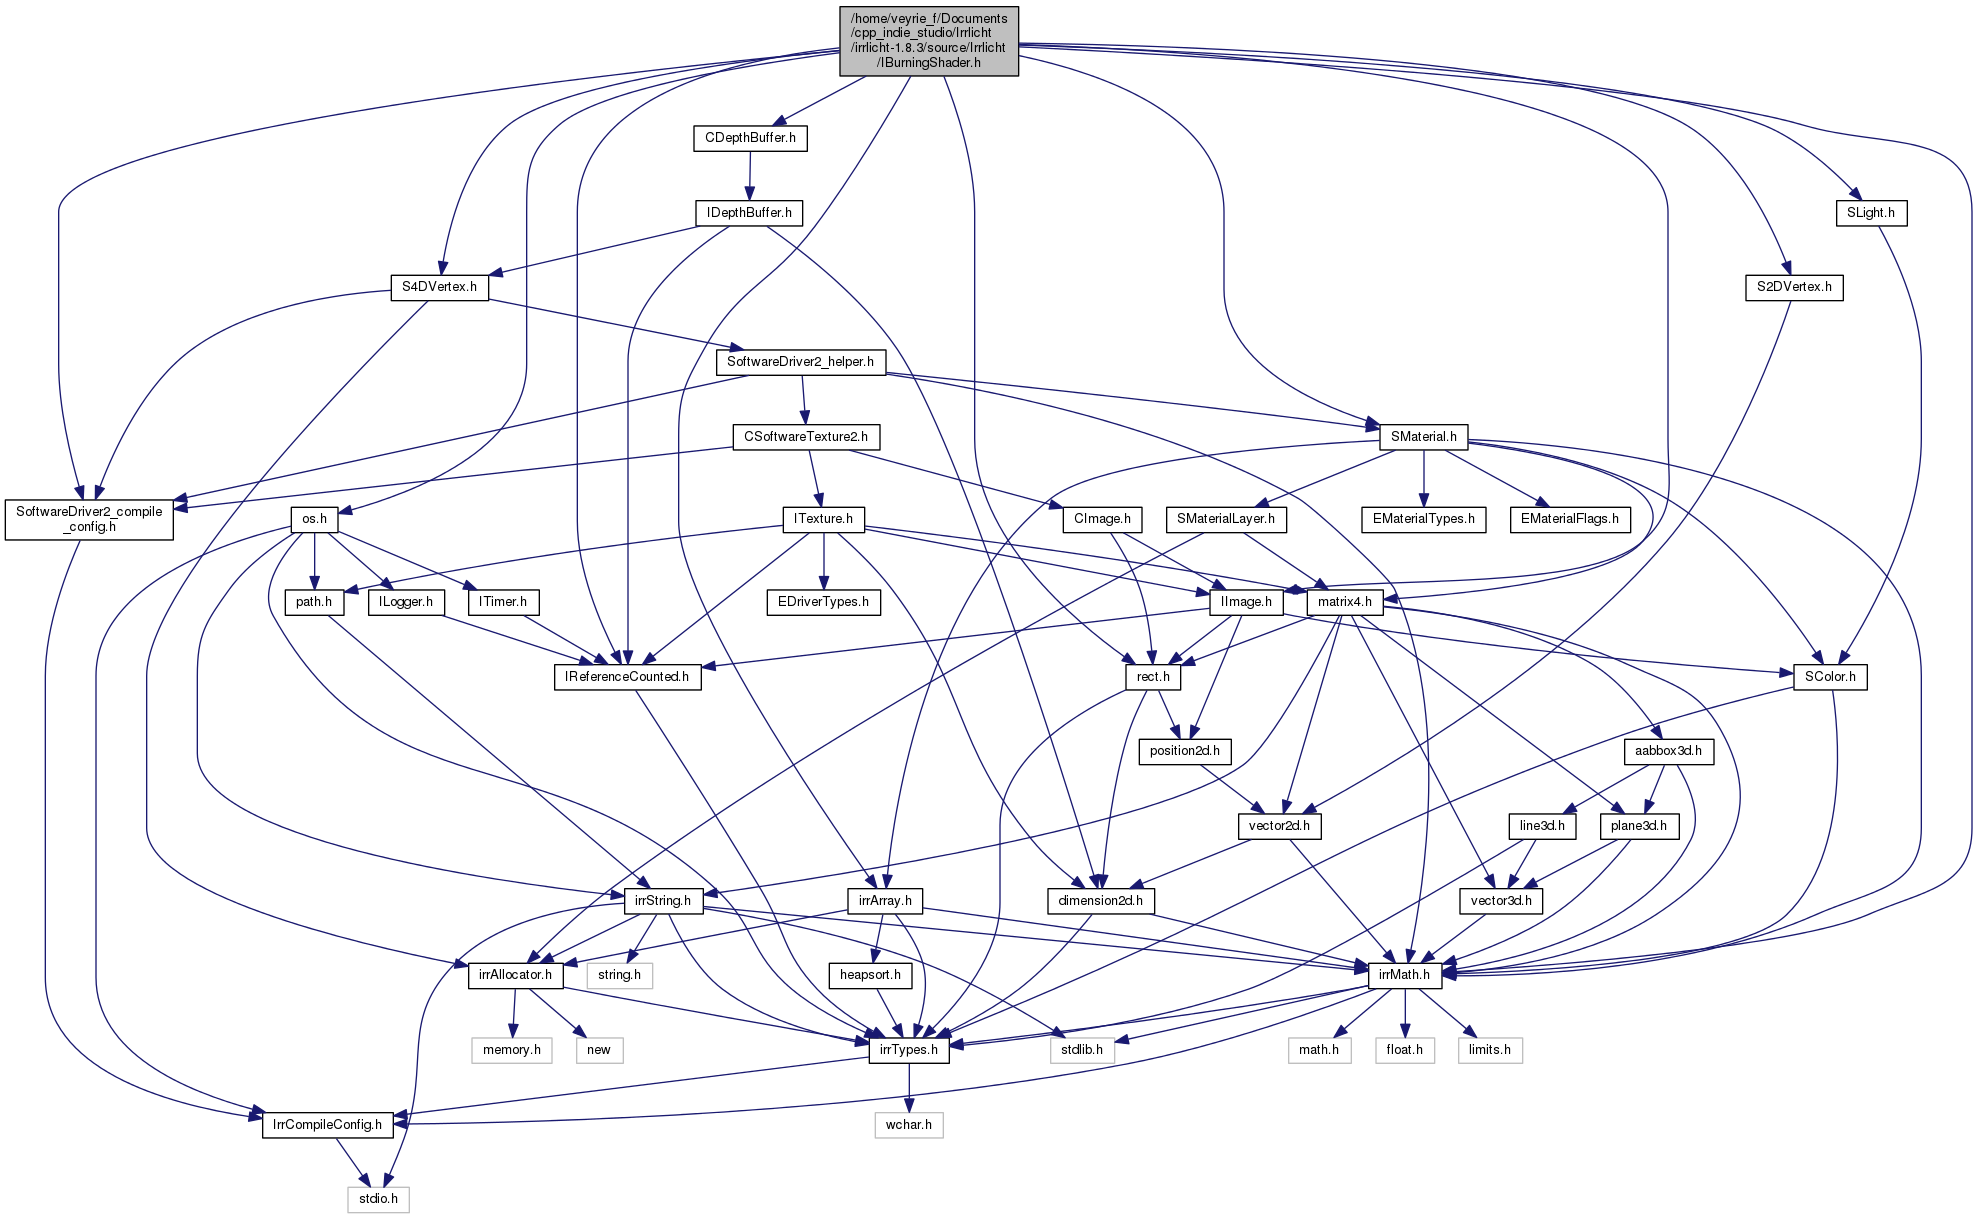 /home/veyrie_f/Documents
/cpp_indie_studio/Irrlicht
/irrlicht-1.8.3/source/Irrlicht
/IBurningShader.h
CDepthBuffer.h
IDepthBuffer.h
SLight.h
S4DVertex.h
S2DVertex.h
SoftwareDriver2_helper.h
CSoftwareTexture2.h
SMaterial.h
SoftwareDriver2_compile
_config.h
os.h
ITexture.h
CImage.h
SMaterialLayer.h
EMaterialTypes.h
EMaterialFlags.h
path.h
ILogger.h
ITimer.h
EDriverTypes.h
IImage.h
matrix4.h
IReferenceCounted.h
rect.h
SColor.h
position2d.h
aabbox3d.h
vector2d.h
line3d.h
plane3d.h
irrString.h
irrArray.h
dimension2d.h
vector3d.h
irrAllocator.h
string.h
heapsort.h
irrMath.h
memory.h
new
irrTypes.h
stdlib.h
math.h
float.h
limits.h
IrrCompileConfig.h
wchar.h
stdio.h